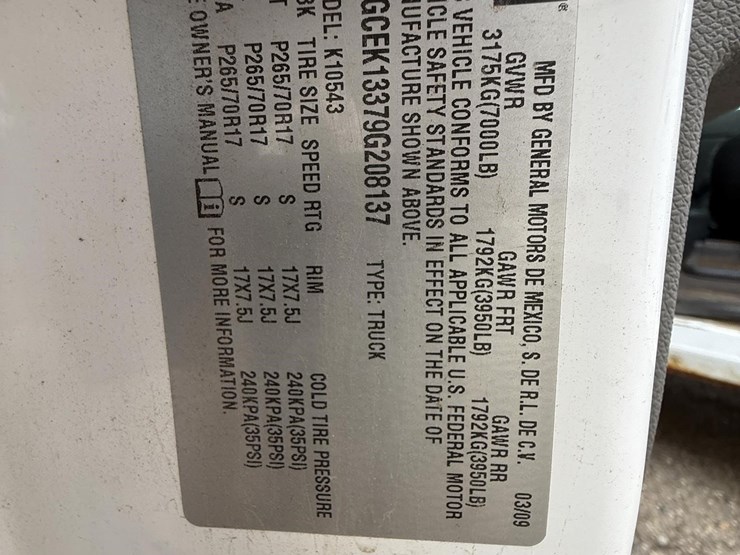 ®
MFD BY GENERAL MOTORS DE MEXICO, S. DE R.L. DE C.V. 03/09
GVWR GAWR FRT GAWR RR
3175KG(7000LB) 1792KG(3950LB) 1792KG(3950LB)
VEHICLE CONFORMS TO ALL APPLICABLE U.S. FEDERAL MOTOR
ICLE SAFETY STANDARDS IN EFFECT ON THE DATE OF
UFACTURE SHOWN ABOVE.
GCEK13379G208137 TYPE: TRUCK
DEL: K10543
TIRE SIZE SPEED RTG RIM COLD TIRE PRESSURE
T P265/70R17 S 17X7.5J 240KPA(35PSI)
P265/70R17 S 17X7.5J 240KPA(35PSI)
A P265/70R17 S 17X7.5J 240KPA(35PSI)
E OWNER'S MANUAL i FOR MORE INFORMATION.